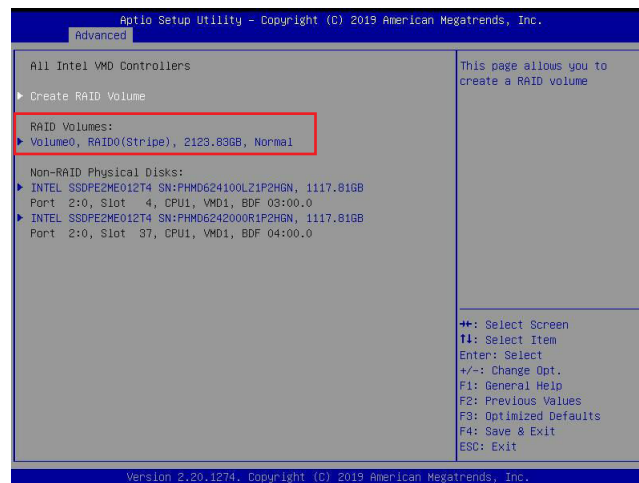 Aptio Setup Utility – Copyright (C) 2019 American Megatrends, Inc.
Advanced
All Intel VMD Controllers
This page allows you to
create a RAID volume
▶ Create RAID Volume
RAID Volumes:
▶ Volume0, RAID0(Stripe), 2123.83GB, Normal
Non-RAID Physical Disks:
▶ INTEL SSDPE2ME012T4 SN:PHMD624100LZ1P2HGN, 1117.81GB
Port 2:0, Slot 4, CPU1, VMD1, BDF 03:00.0
▶ INTEL SSDPE2ME012T4 SN:PHMD6242000R1P2HGN, 1117.81GB
Port 2:0, Slot 37, CPU1, VMD1, BDF 04:00.0
→←: Select Screen
↑↓: Select Item
Enter: Select
+/-: Change Opt.
F1: General Help
F2: Previous Values
F3: Optimized Defaults
F4: Save & Exit
ESC: Exit
Version 2.20.1274. Copyright (C) 2019 American Megatrends, Inc.